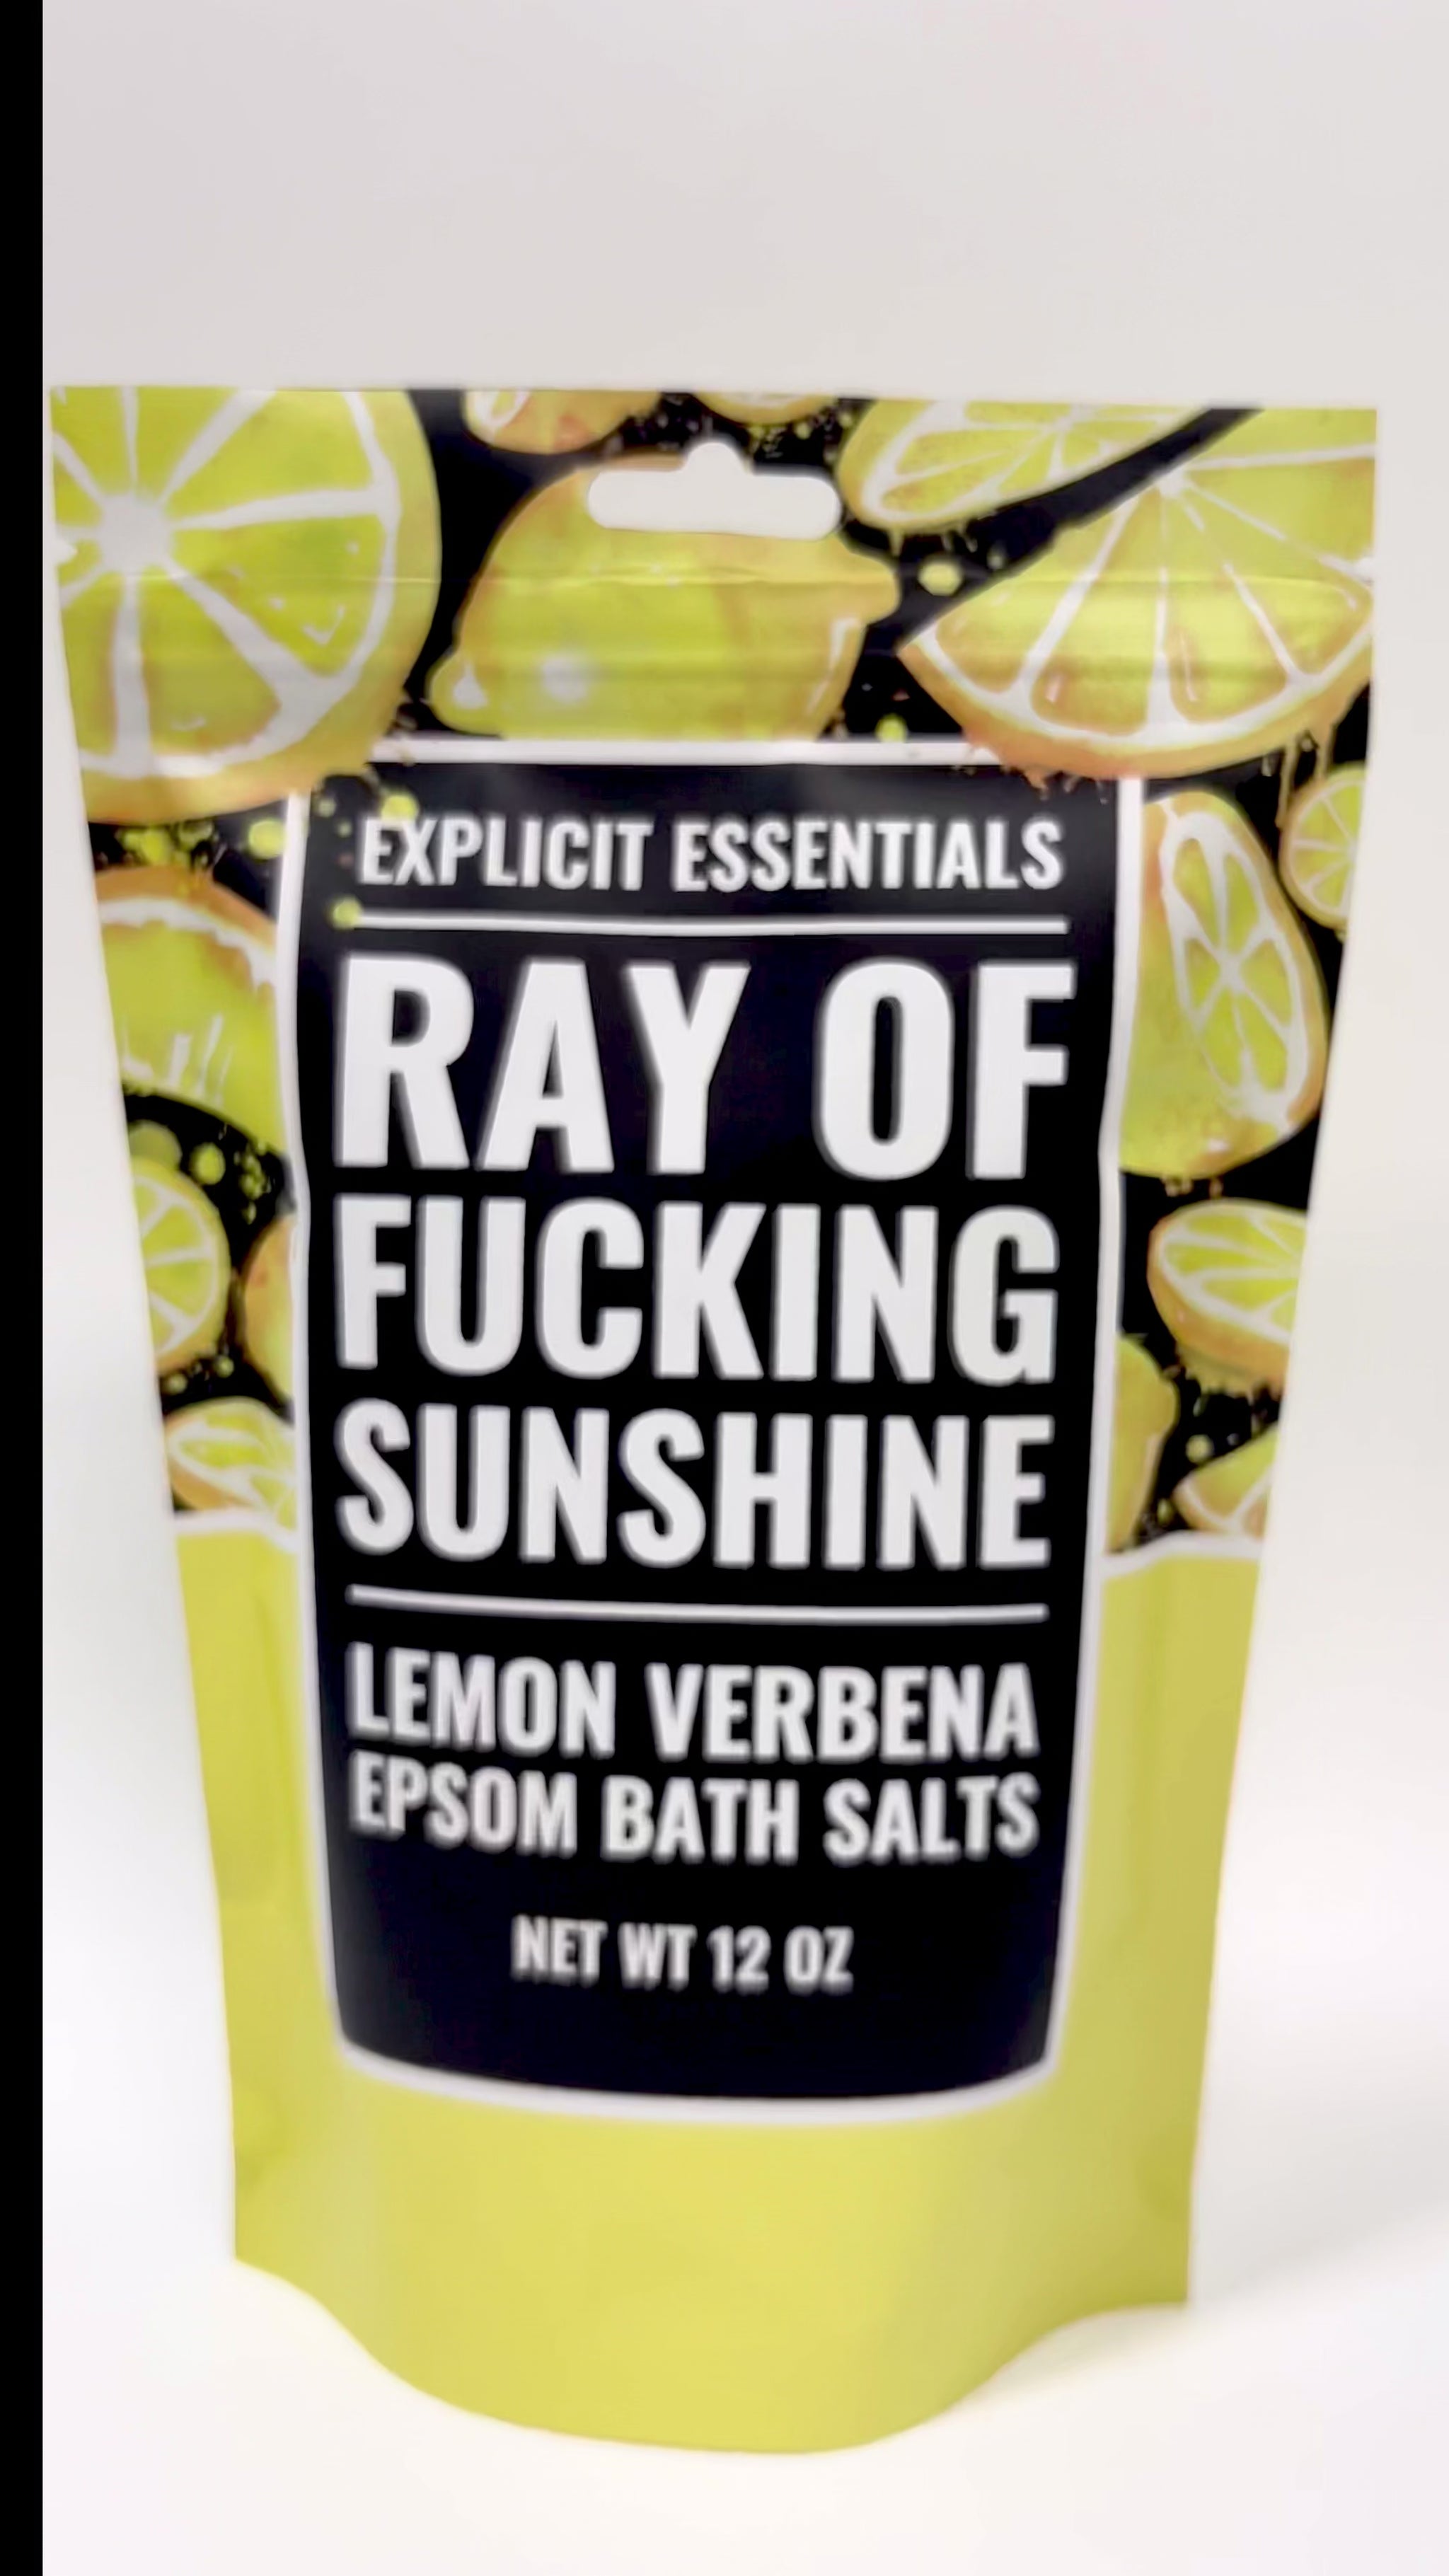 EXPLICIT ESSENTIALS
RAY OF
FUCKING
SUNSHINE
LEMON VERBENA
EPSOM BATH SALTS
NET WT 12 OZ